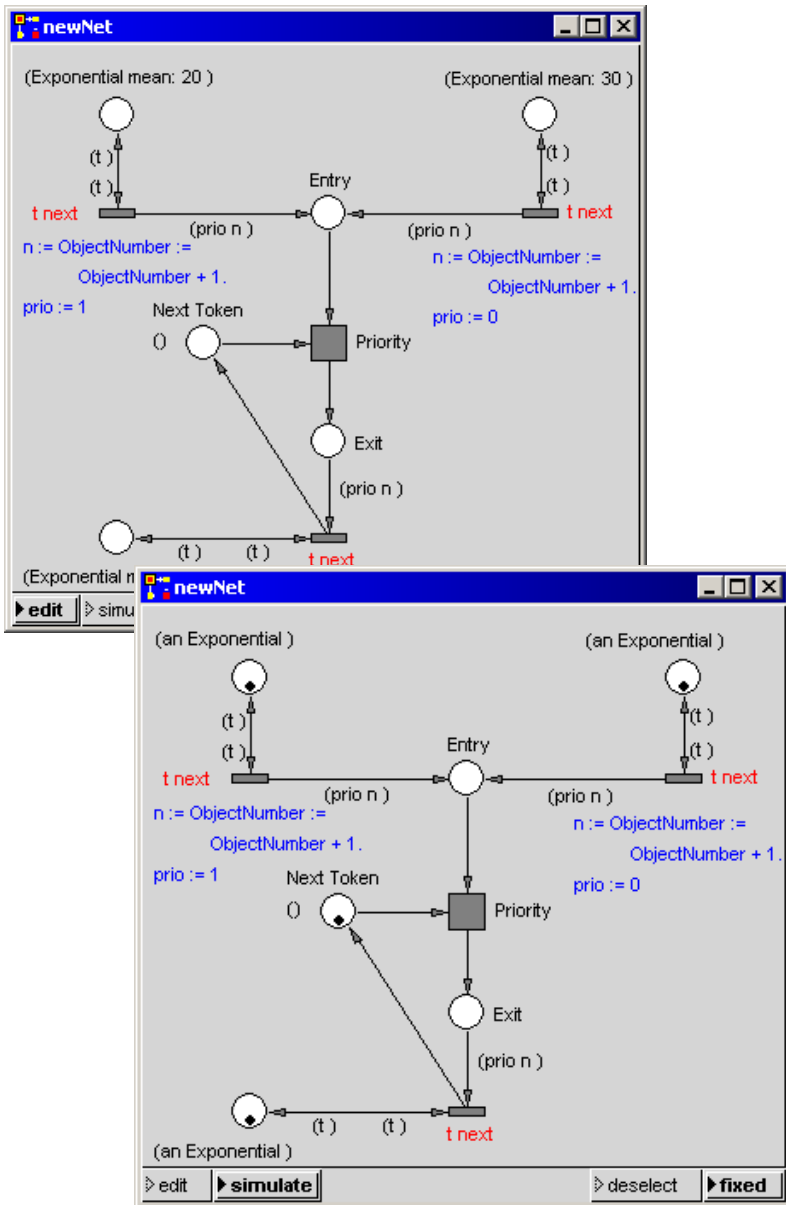 newNet
(Exponential mean: 20 )
(Exponential mean: 30 )
(t )
(t )
(t )
(t )
Entry
t next
t next
(prio n )
(prio n )
n := ObjectNumber :=
ObjectNumber + 1.
prio := 1
n := ObjectNumber :=
ObjectNumber + 1.
prio := 0
Next Token
()
Priority
Exit
(prio n )
(t )
(t )
t next
(Exponential
edit
newNet
(an Exponential )
(an Exponential )
(t )
(t )
(t )
(t )
Entry
t next
t next
(prio n )
(prio n )
n := ObjectNumber :=
ObjectNumber + 1.
prio := 1
n := ObjectNumber :=
ObjectNumber + 1.
prio := 0
Next Token
()
Priority
Exit
(prio n )
(t )
(t )
t next
(an Exponential )
edit
simulate
deselect
fixed